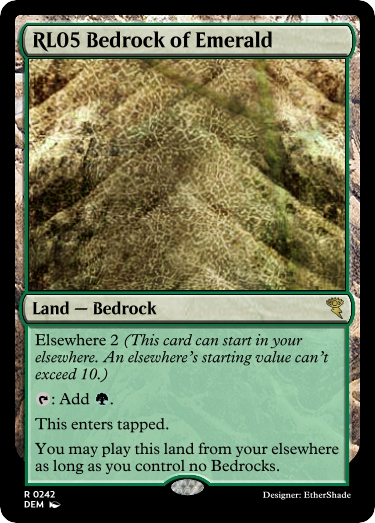 RL05 Bedrock of Emerald
Land — Bedrock
Elsewhere 2 (This card can start in your
elsewhere. An elsewhere's starting value can't
exceed 10.)
: Add .
This enters tapped.
You may play this land from your elsewhere
as long as you control no Bedrocks.
R 0242
DEM
Designer: EtherShade